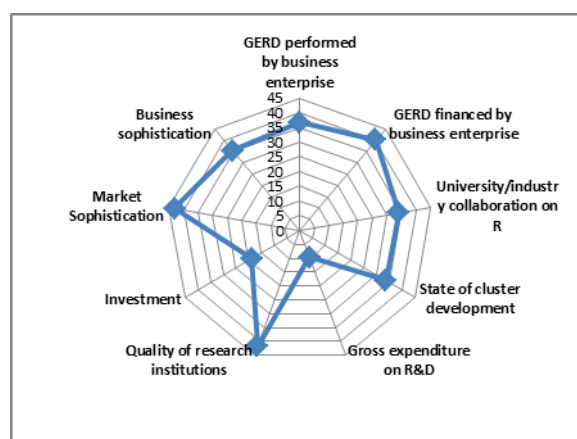 GERD performed
by business
enterprise
GERD financed by
business enterprise
University/indust
ry collaboration on
R
State of cluster
development
Gross expenditure
on R&D
Quality of research
institutions
Investment
Market
Sophistication
Business
sophistication
45
40
35
30
25
20
15
10
5
0